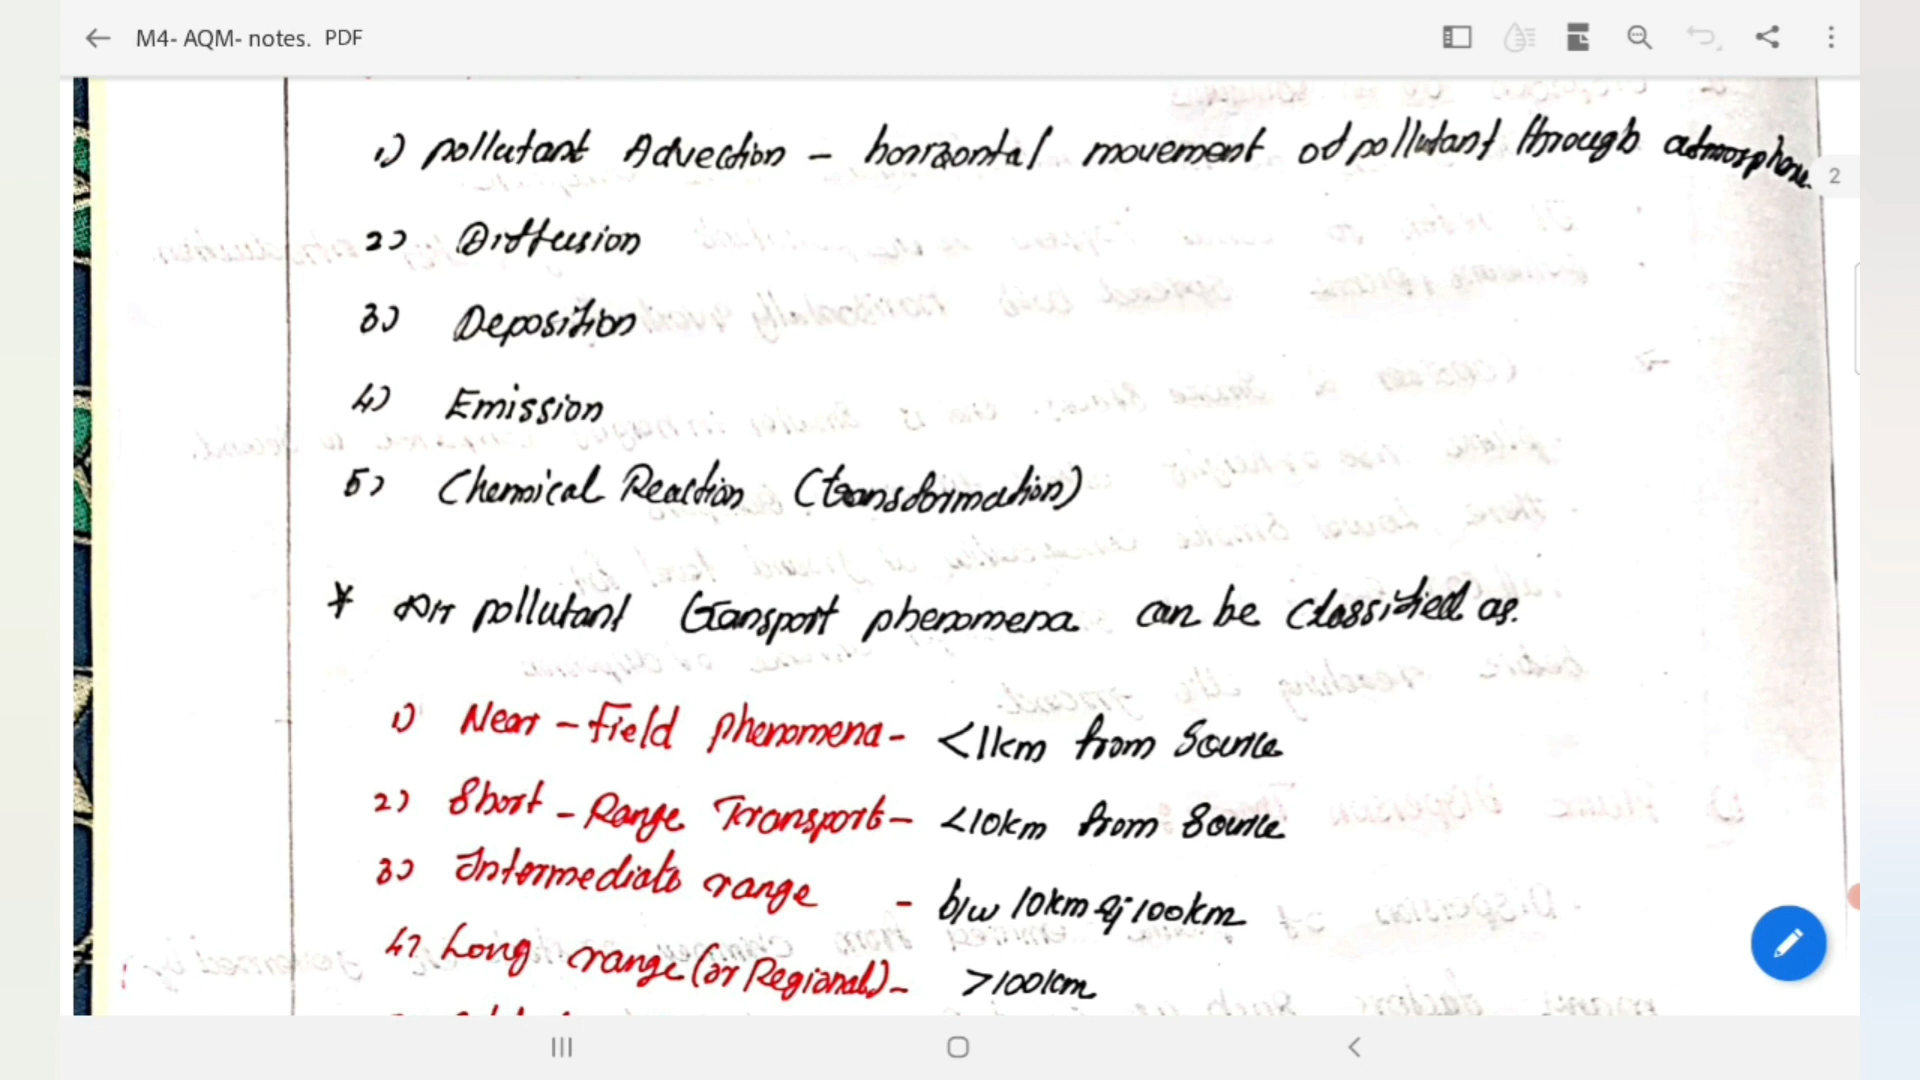 M4- AQM- notes. PDF
1) pollutant Advection - horizontal movement of pollutant through atmosphere.
2
2) Diffusion
3) Deposition
4) Emission
5) Chemical Reaction (transformation)
* Air pollutant transport phenomena can be classified as.
1) Near - field phenomena - <1km from Source
2) Short - Range Transport - <10km from Source
3) Intermediate range - b/w 10km & 100km
4) Long range (or Regional) - >100km